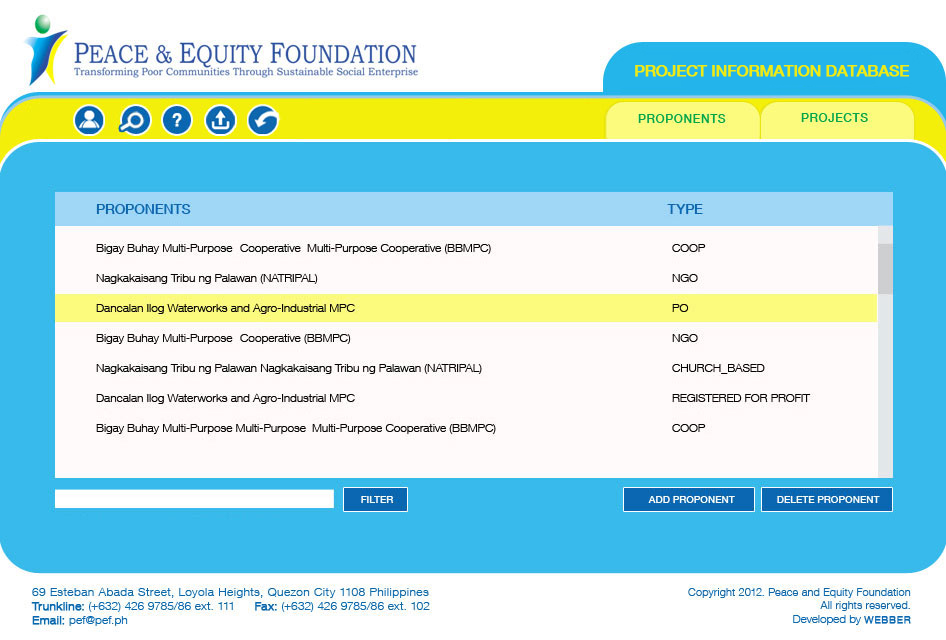 PEACE & EQUITY FOUNDATION
Transforming Poor Communities Through Sustainable Social Enterprise
PROJECT INFORMATION DATABASE
?
PROPONENTS PROJECTS
PROPONENTS TYPE
Bigay Buhay Multi-Purpose Cooperative Multi-Purpose Cooperative (BBMPC) COOP
Nagkakaisang Tribu ng Palawan (NATRIPAL) NGO
Dancalan Ilog Waterworks and Agro-Industrial MPC PO
Bigay Buhay Multi-Purpose Cooperative (BBMPC) NGO
Nagkakaisang Tribu ng Palawan Nagkakaisang Tribu ng Palawan (NATRIPAL) CHURCH_BASED
Dancalan Ilog Waterworks and Agro-Industrial MPC REGISTERED FOR PROFIT
Bigay Buhay Multi-Purpose Multi-Purpose Multi-Purpose Cooperative (BBMPC) COOP
FILTER ADD PROPONENT DELETE PROPONENT
69 Esteban Abada Street, Loyola Heights, Quezon City 1108 Philippines
Trunkline: (+632) 426 9785/86 ext. 111 Fax: (+632) 426 9785/86 ext. 102
Email: pef@pef.ph
Copyright 2012. Peace and Equity Foundation
All rights reserved.
Developed by WEBBER